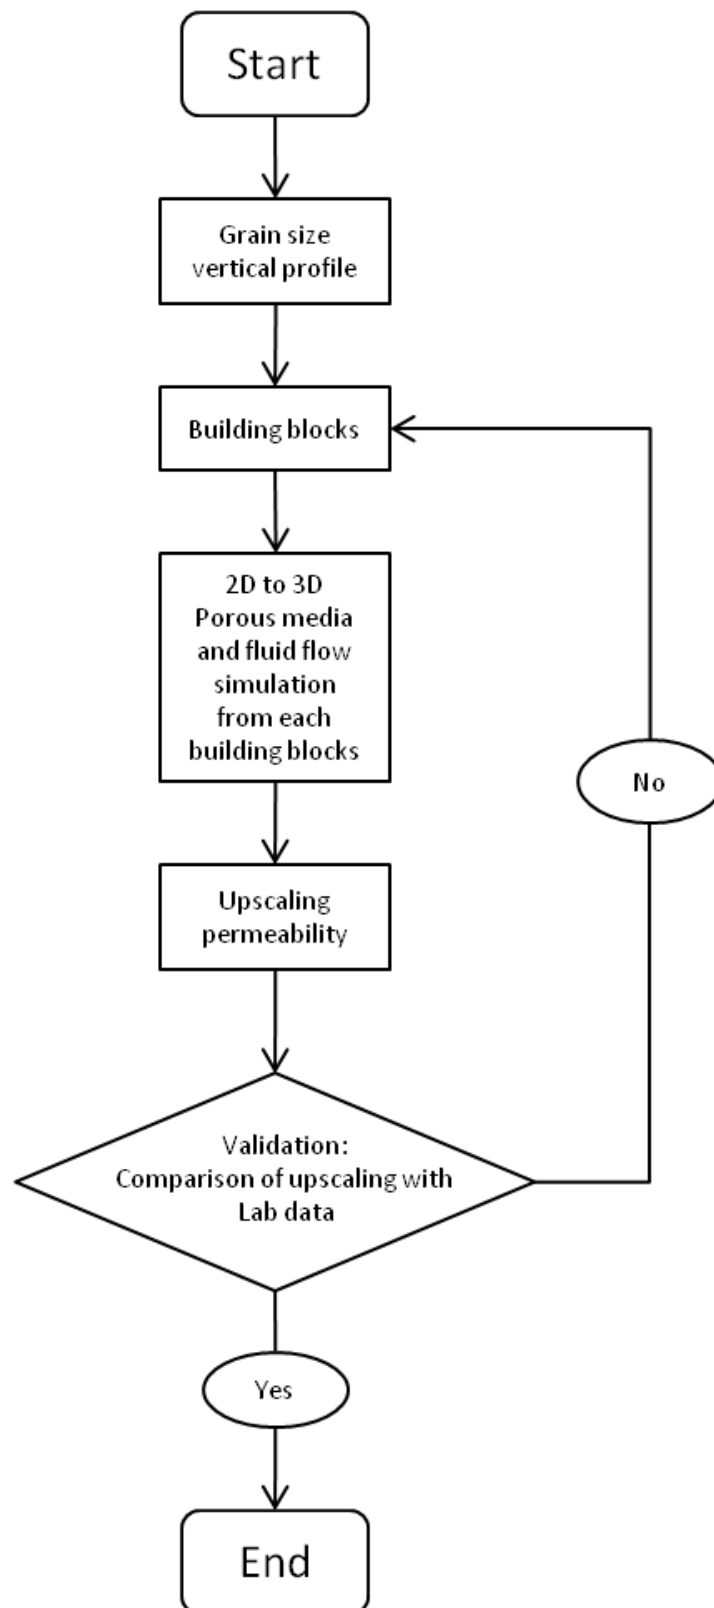 Start
Grain size
vertical profile
Building blocks
2D to 3D
Porous media
and fluid flow
simulation
from each
building blocks
No
Upscaling
permeability
Validation:
Comparison of upscaling with
Lab data
Yes
End